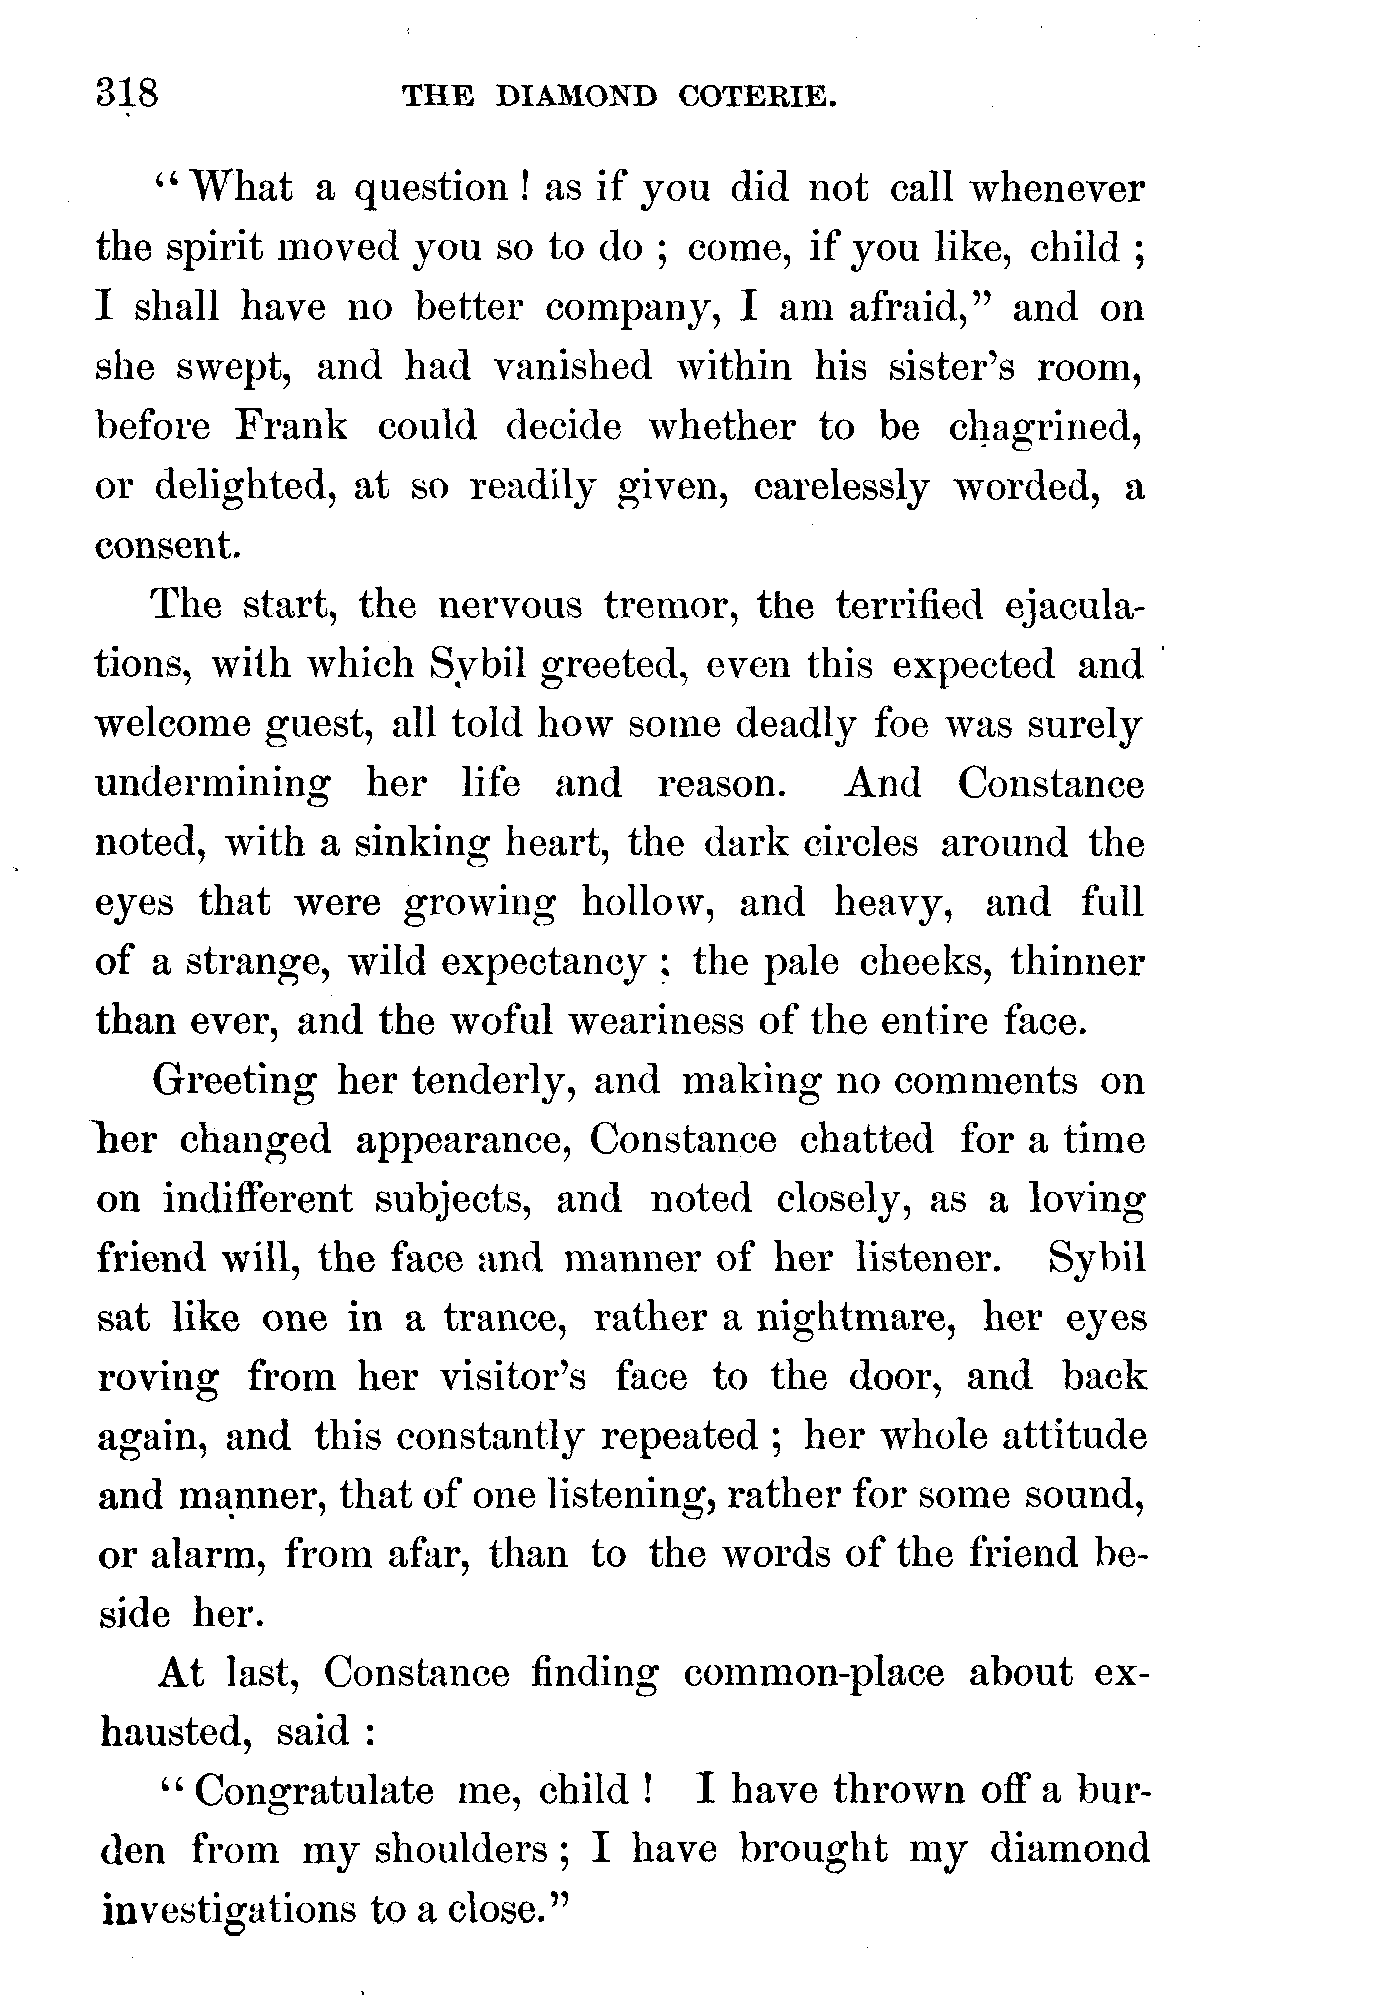 318 THE DIAMOND COTERIE.
“What a question! as if you did not call whenever
the spirit moved you so to do ; come, if you like, child ;
I shall have no better company, I am afraid,” and on
she swept, and had vanished within his sister’s room,
before Frank could decide whether to be chagrined,
or delighted, at so readily given, carelessly worded, a
consent.
The start, the nervous tremor, the terrified ejacula-
tions, with which Sybil greeted, even this expected and
welcome guest, all told how some deadly foe was surely
undermining her life and reason. And Constance
noted, with a sinking heart, the dark circles around the
eyes that were growing hollow, and heavy, and full
of a strange, wild expectancy ; the pale cheeks, thinner
than ever, and the woful weariness of the entire face.
Greeting her tenderly, and making no comments on
her changed appearance, Constance chatted for a time
on indifferent subjects, and noted closely, as a loving
friend will, the face and manner of her listener. Sybil
sat like one in a trance, rather a nightmare, her eyes
roving from her visitor’s face to the door, and back
again, and this constantly repeated ; her whole attitude
and manner, that of one listening, rather for some sound,
or alarm, from afar, than to the words of the friend be-
side her.
At last, Constance finding common-place about ex-
hausted, said :
“Congratulate me, child ! I have thrown off a bur-
den from my shoulders ; I have brought my diamond
investigations to a close.”